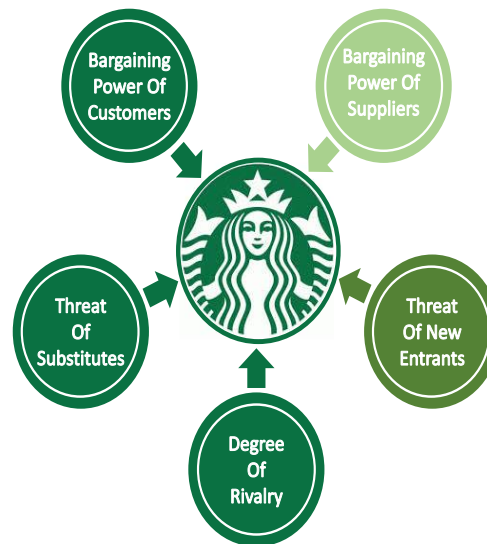 Bargaining
Power Of
Customers
Bargaining
Power Of
Suppliers
Threat
Of
Substitutes
Threat
Of New
Entrants
Degree
Of
Rivalry